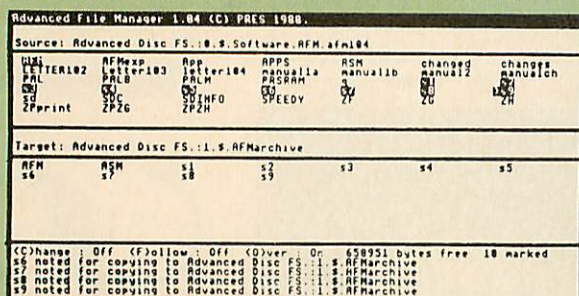 Advanced File Manager 1.04 (C) PRES 1988.
Source: Advanced Disc FS.:0.$.Software.AFM.afm104
AFMexp App APPS ASM changed changes
LETTER102 Letter103 letter104 manual1a manual1b manual2 manualch
PAL PALB PALM PASRAM
sd SDC SDINFO SPEEDY ZF ZG ZH
ZPprint ZPZG ZPZH
Target: Advanced Disc FS.:1.$.AFMarchive
AFM ASM s1 s2 s3 s4 s5
s6 s7 s8 s9
<C>hange : Off <F>ollow : Off <O>ver : On 658951 bytes free 10 marked
s6 noted for copying to Advanced Disc FS.:1.$.AFMarchive
s7 noted for copying to Advanced Disc FS.:1.$.AFMarchive
s8 noted for copying to Advanced Disc FS.:1.$.AFMarchive
s9 noted for copying to Advanced Disc FS.:1.$.AFMarchive